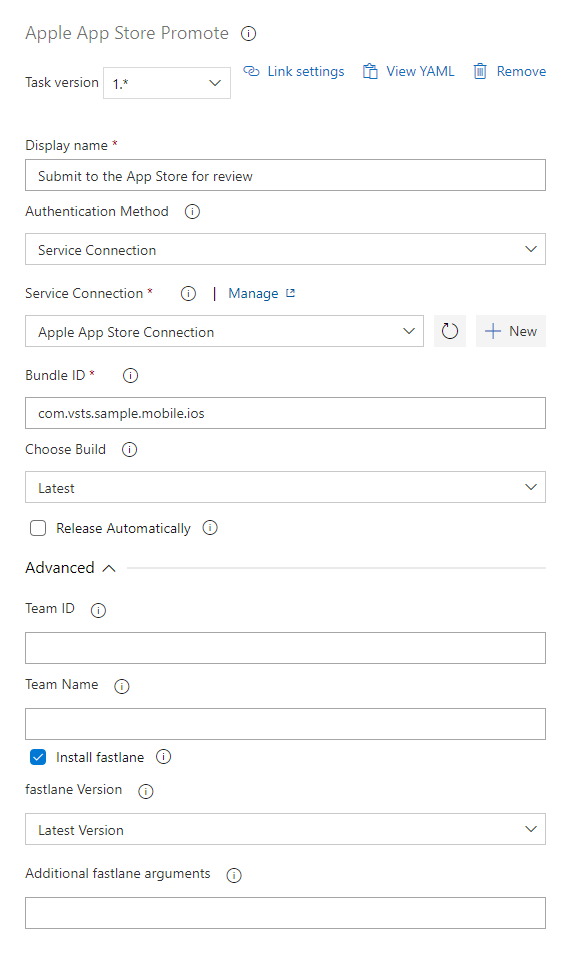 Apple App Store Promote
Task version 1.* Link settings View YAML Remove
Display name *
Submit to the App Store for review
Authentication Method
Service Connection
Service Connection * | Manage
Apple App Store Connection New
Bundle ID *
com.vsts.sample.mobile.ios
Choose Build
Latest
Release Automatically
Advanced
Team ID
Team Name
Install fastlane
fastlane Version
Latest Version
Additional fastlane arguments